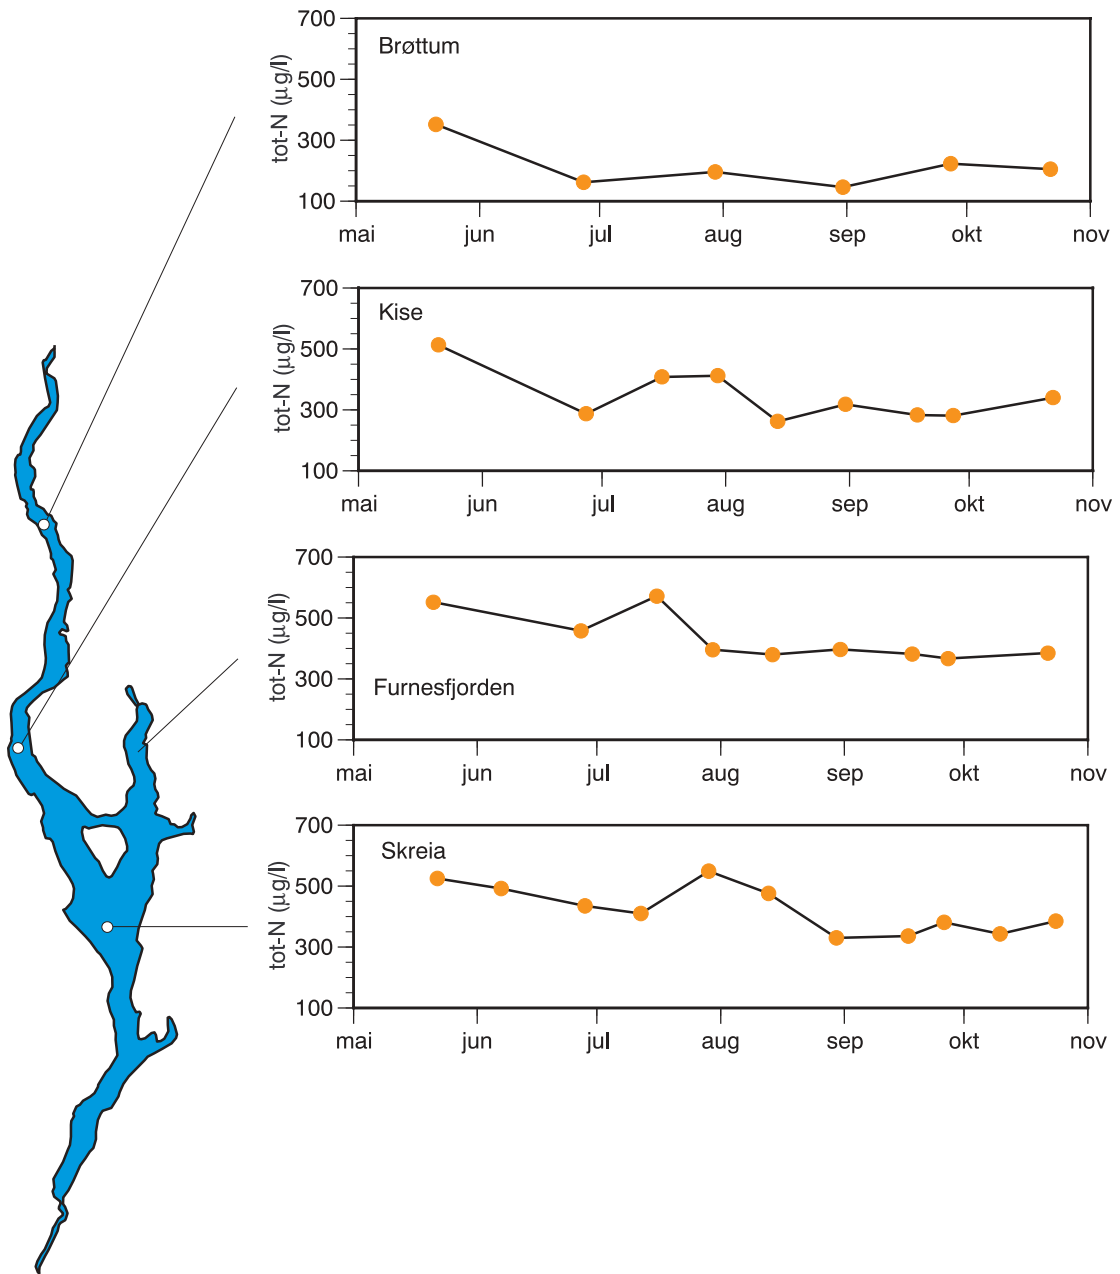 700
Brøttum
500
300
100
tot-N (µg/l)
mai jun jul aug sep okt nov
700
Kise
500
300
100
tot-N (µg/l)
mai jun jul aug sep okt nov
700
500
300
Furnesfjorden
100
tot-N (µg/l)
mai jun jul aug sep okt nov
700
Skreia
500
300
100
tot-N (µg/l)
mai jun jul aug sep okt nov